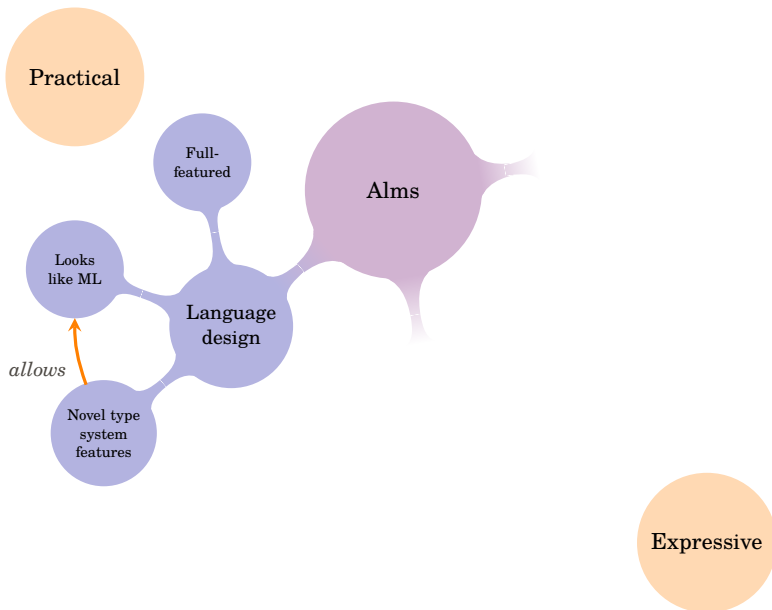 Practical
Full-
featured
Alms
Looks
like ML
Language
design
allows
Novel type
system
features
Expressive